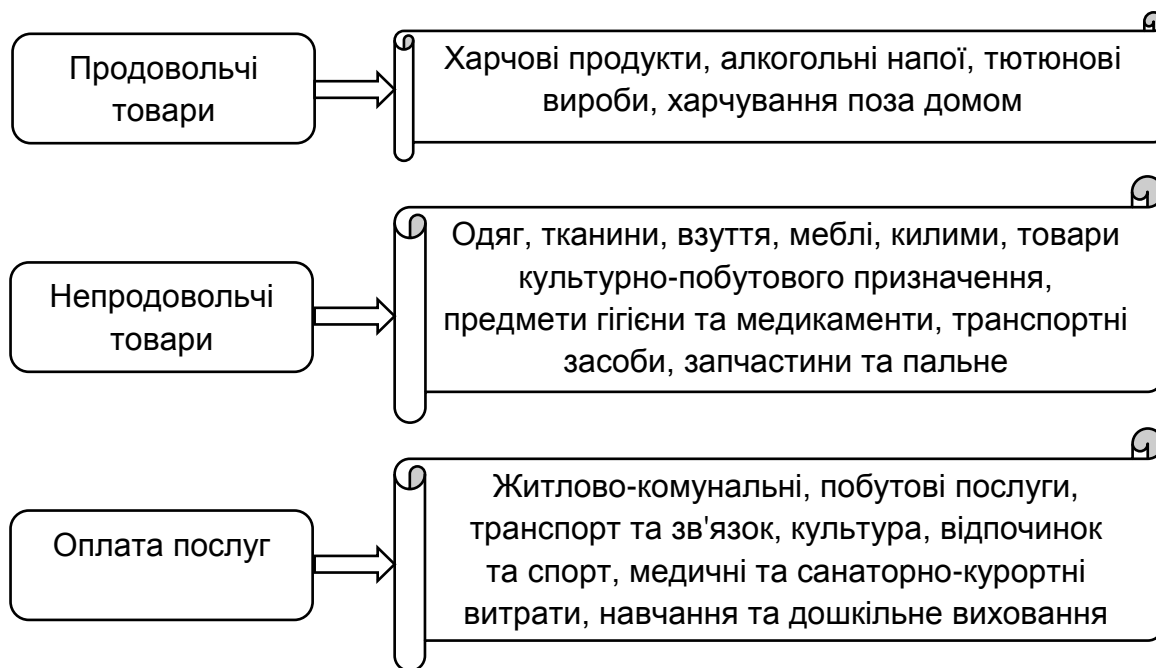 Продовольчі
товари
Харчові продукти, алкогольні напої, тютюнові
вироби, харчування поза домом
Непродовольчі
товари
Одяг, тканини, взуття, меблі, килими, товари
культурно-побутового призначення,
предмети гігієни та медикаменти, транспортні
засоби, запчастини та пальне
Оплата послуг
Житлово-комунальні, побутові послуги,
транспорт та зв'язок, культура, відпочинок
та спорт, медичні та санаторно-курортні
витрати, навчання та дошкільне виховання